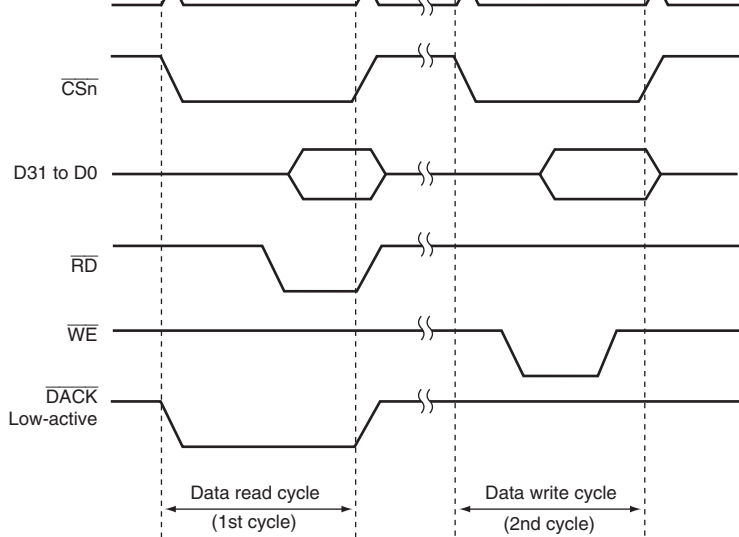 CSn
D31 to D0
RD
WE
DACK
Low-active
Data read cycle
(1st cycle)
Data write cycle
(2nd cycle)